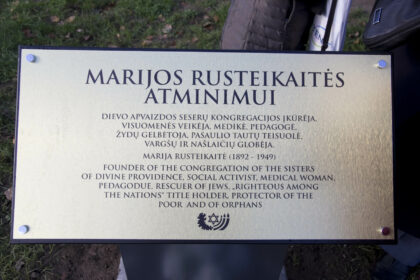 MARIJOS RUSTEIKAITĖS
ATMINIMUI
DIEVO APVAIZDOS SESERŲ KONGREGACIJOS ĮKŪRĖJA,
VISUOMENĖS VEIKĖJA, MEDIKĖ, PEDAGOGĖ,
ŽYDŲ GELBĖTOJA, PASAULIO TAUTŲ TEISUOLĖ,
VARGŠŲ IR NAŠLAIČIŲ GLOBĖJA.
MARIJA RUSTEIKAITĖ (1892 - 1949)
FOUNDER OF THE CONGREGATION OF THE SISTERS
OF DIVINE PROVIDENCE, SOCIAL ACTIVIST, MEDICAL WOMAN,
PEDAGODUE, RESCUER OF JEWS, „RIGHTEOUS AMONG
THE NATIONS" TITLE HOLDER, PROTECTOR OF THE
POOR AND OF ORPHANS